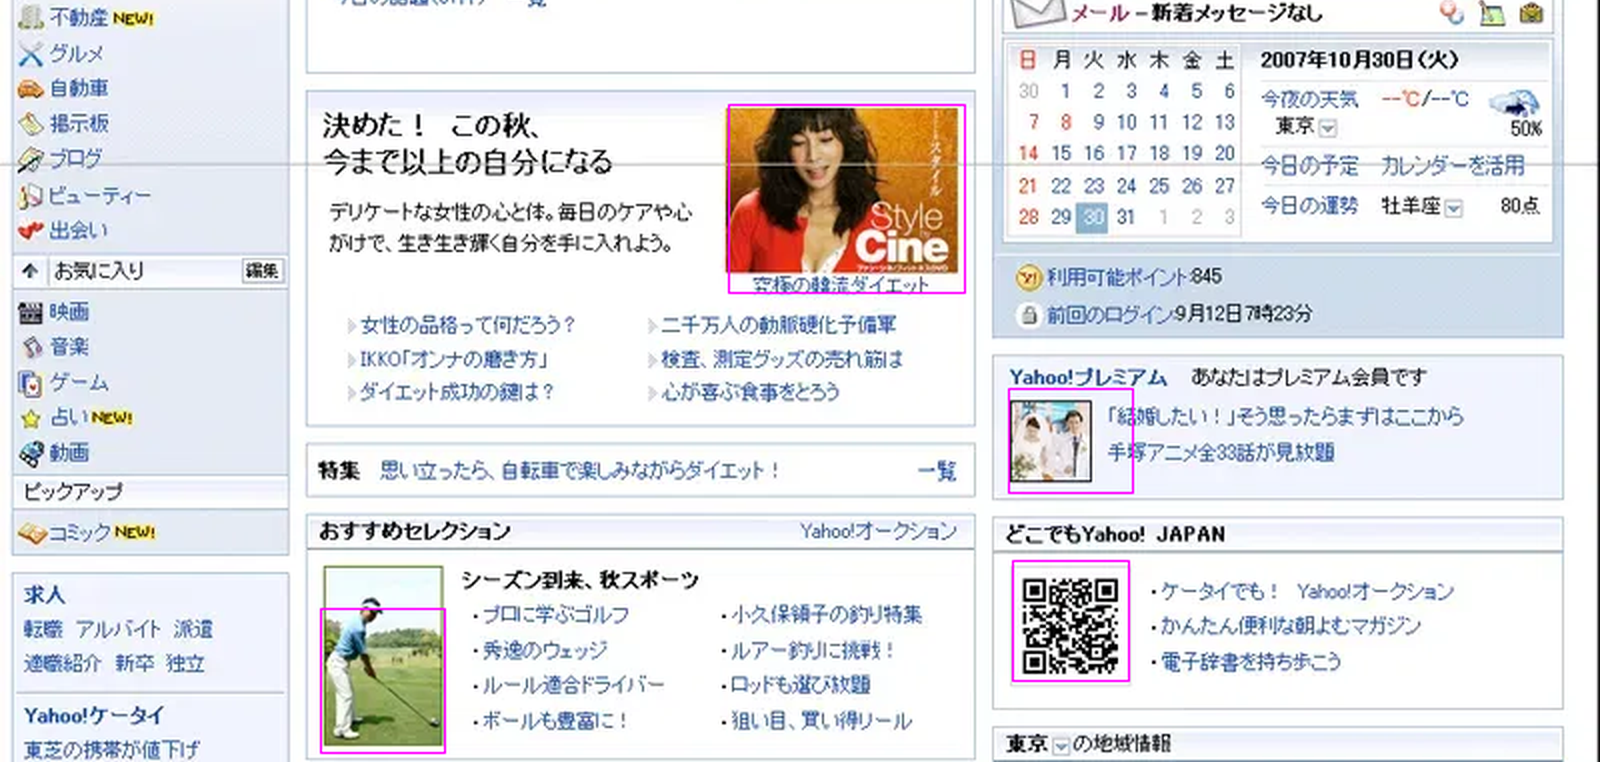 不動産 NEW!
グルメ
自動車
掲示板
ブログ
ビューティー
出会い
お気に入り 編集
映画
音楽
ゲーム
占い NEW!
動画
ピックアップ
コミック NEW!
求人
転職 アルバイト 派遣
適職紹介 新卒 独立
Yahoo!ケータイ
東芝の携帯が値下げ
一覧
決めた！ この秋、
今まで以上の自分になる
デリケートな女性の心と体。毎日のケアや心
がけで、生き生き輝く自分を手に入れよう。
スタイル
Style
by
Cine
究極の韓流ダイエット
女性の品格って何だろう？
IKKO「オンナの磨き方」
ダイエット成功の鍵は？
二千万人の動脈硬化予備軍
検査、測定グッズの売れ筋は
心が喜ぶ食事をとろう
特集 思い立ったら、自転車で楽しみながらダイエット！ 一覧
おすすめセレクション Yahoo!オークション
シーズン到来、秋スポーツ
・プロに学ぶゴルフ
・秀逸のウェッジ
・ルール適合ドライバー
・ボールも豊富に！
・小久保領子の釣り特集
・ルアー釣りに挑戦！
・ロッドも選び放題
・狙い目、買い得リール
メール － 新着メッセージなし
日 月 火 水 木 金 土
30 1 2 3 4 5 6
7 8 9 10 11 12 13
14 15 16 17 18 19 20
21 22 23 24 25 26 27
28 29 30 31 1 2 3
2007年10月30日（火）
今夜の天気 --℃/--℃
東京 50%
今日の予定 カレンダーを活用
今日の運勢 牡羊座 80点
利用可能ポイント:845
前回のログイン:9月12日7時23分
Yahoo!プレミアム あなたはプレミアム会員です
「結婚したい！」そう思ったらまずはここから
手塚アニメ全33話が見放題
どこでもYahoo! JAPAN
・ケータイでも！ Yahoo!オークション
・かんたん便利な朝よむマガジン
・電子辞書を持ち歩こう
東京 の地域情報